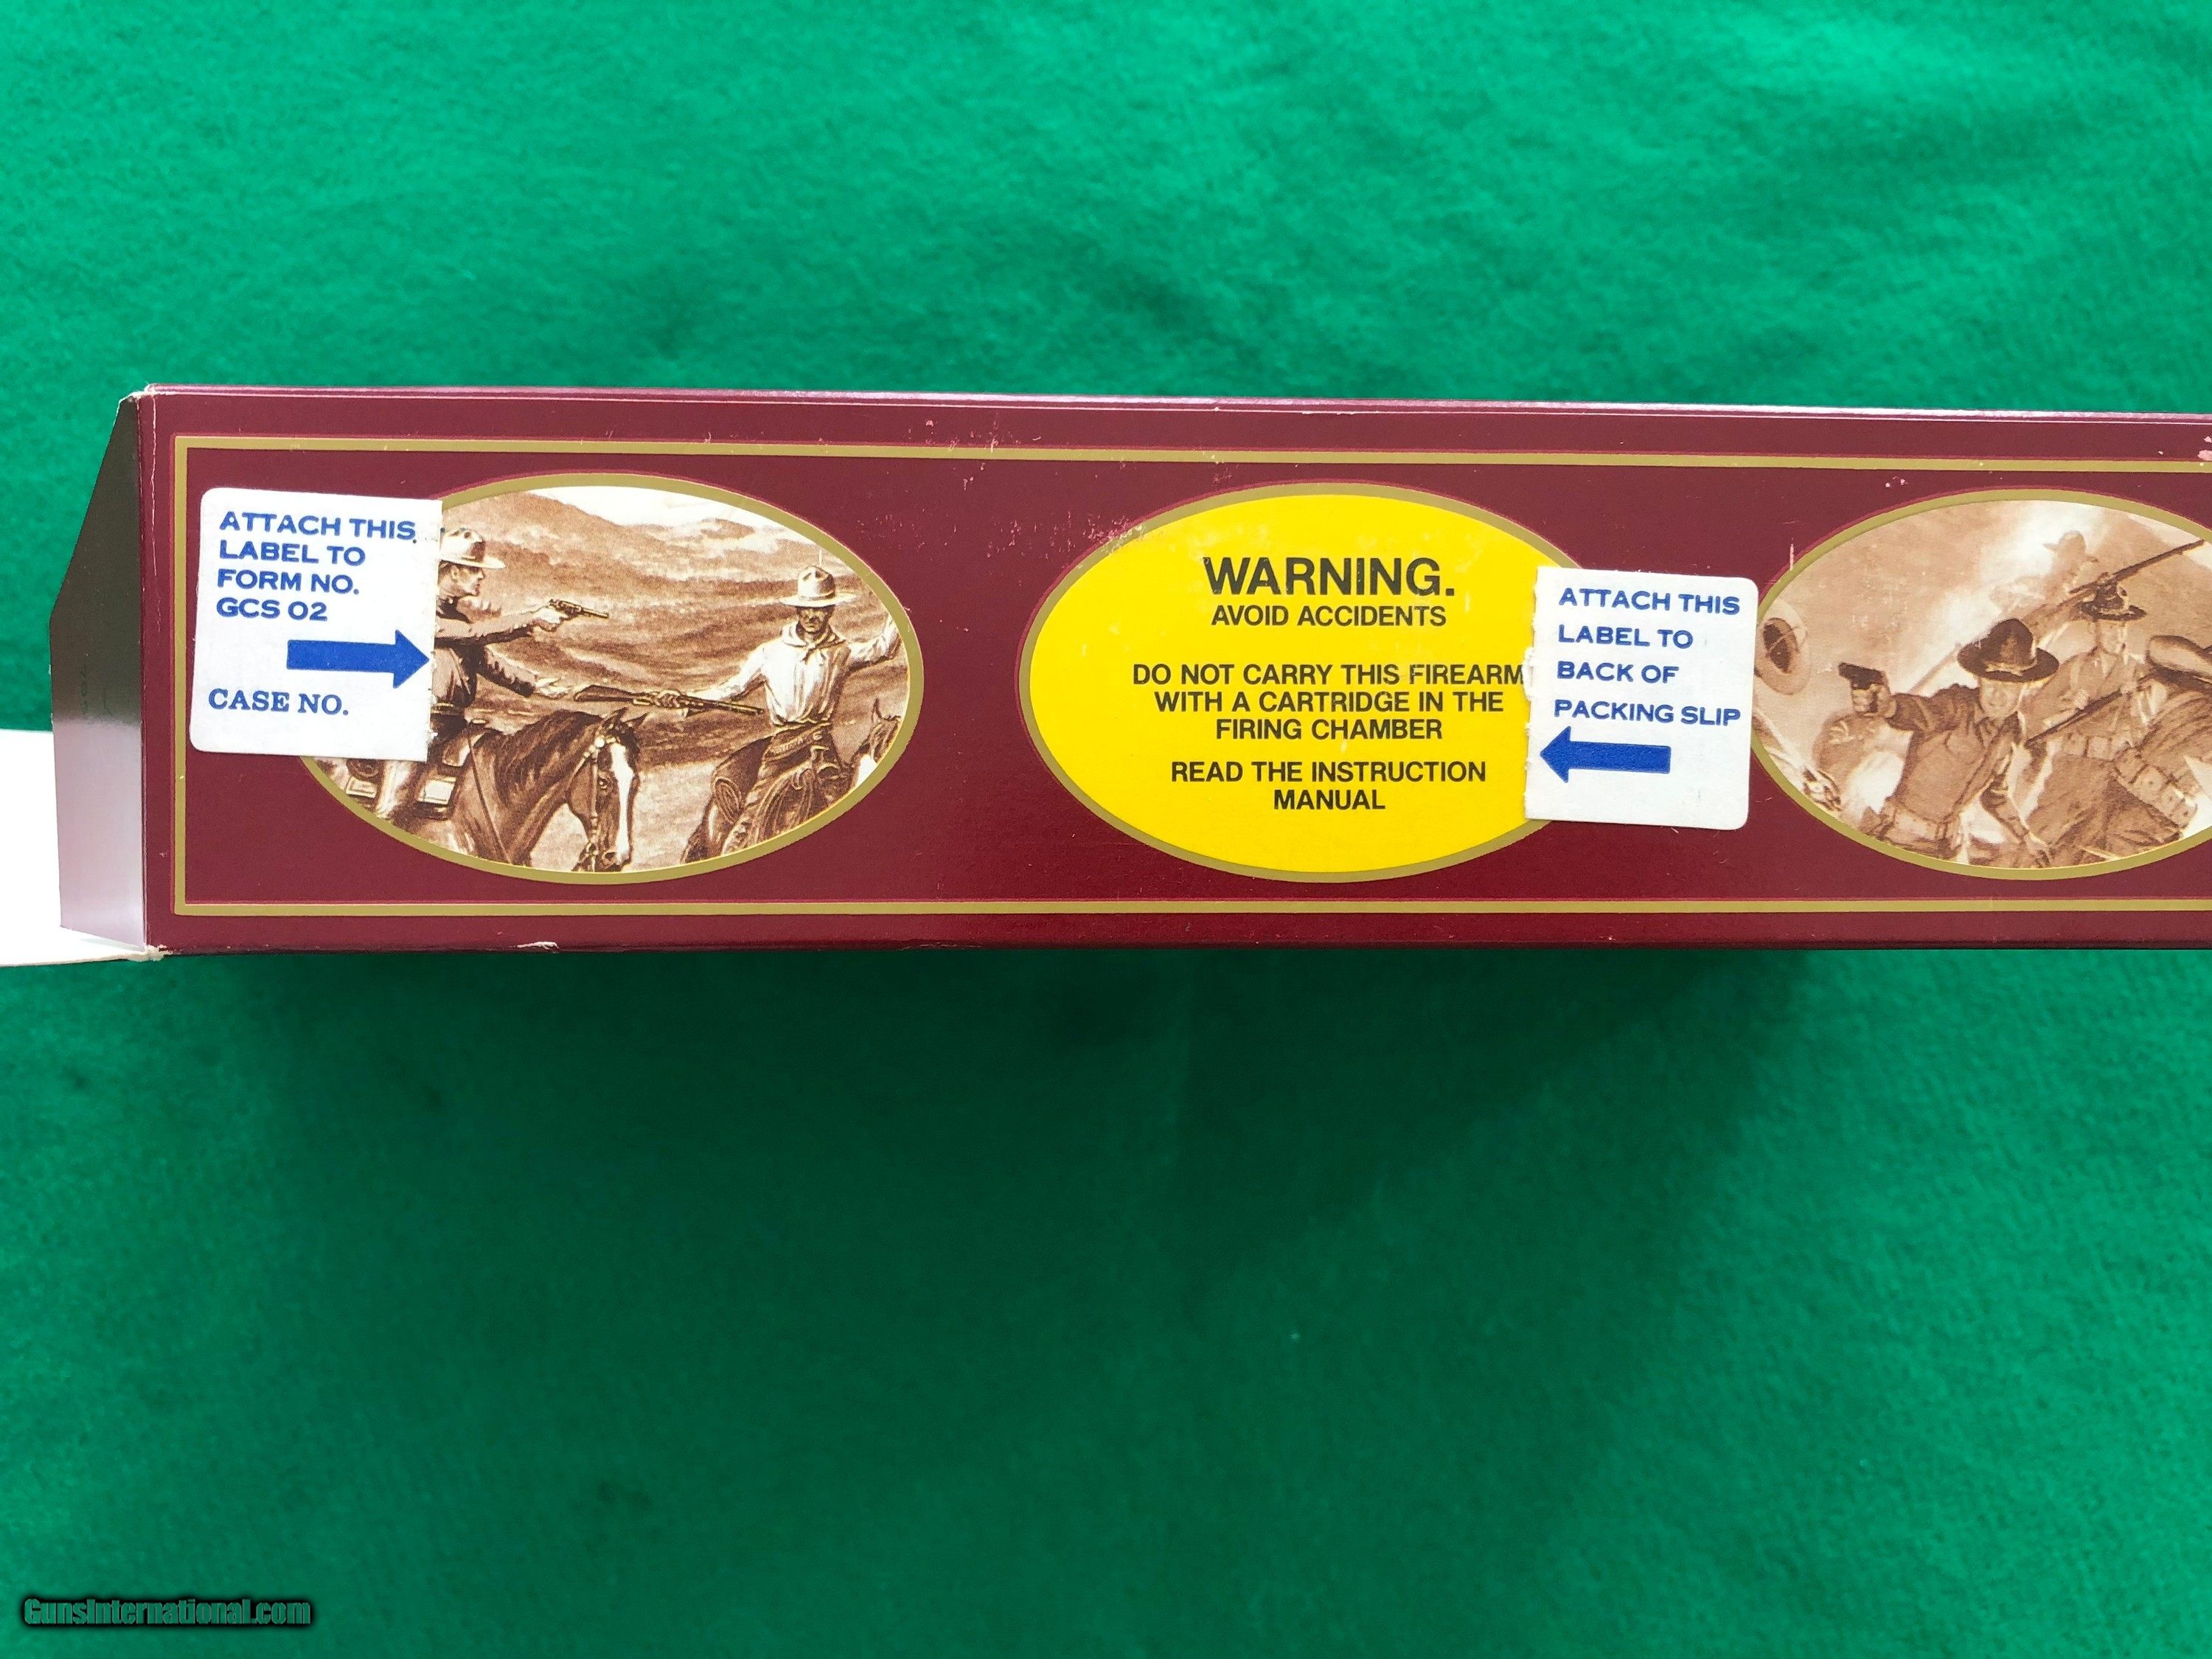 ATTACH THIS
LABEL TO
FORM NO.
GCS 02
CASE NO.
WARNING.
AVOID ACCIDENTS
DO NOT CARRY THIS FIREARM
WITH A CARTRIDGE IN THE
FIRING CHAMBER
READ THE INSTRUCTION
MANUAL
ATTACH THIS
LABEL TO
BACK OF
PACKING SLIP
GunsInternational.com